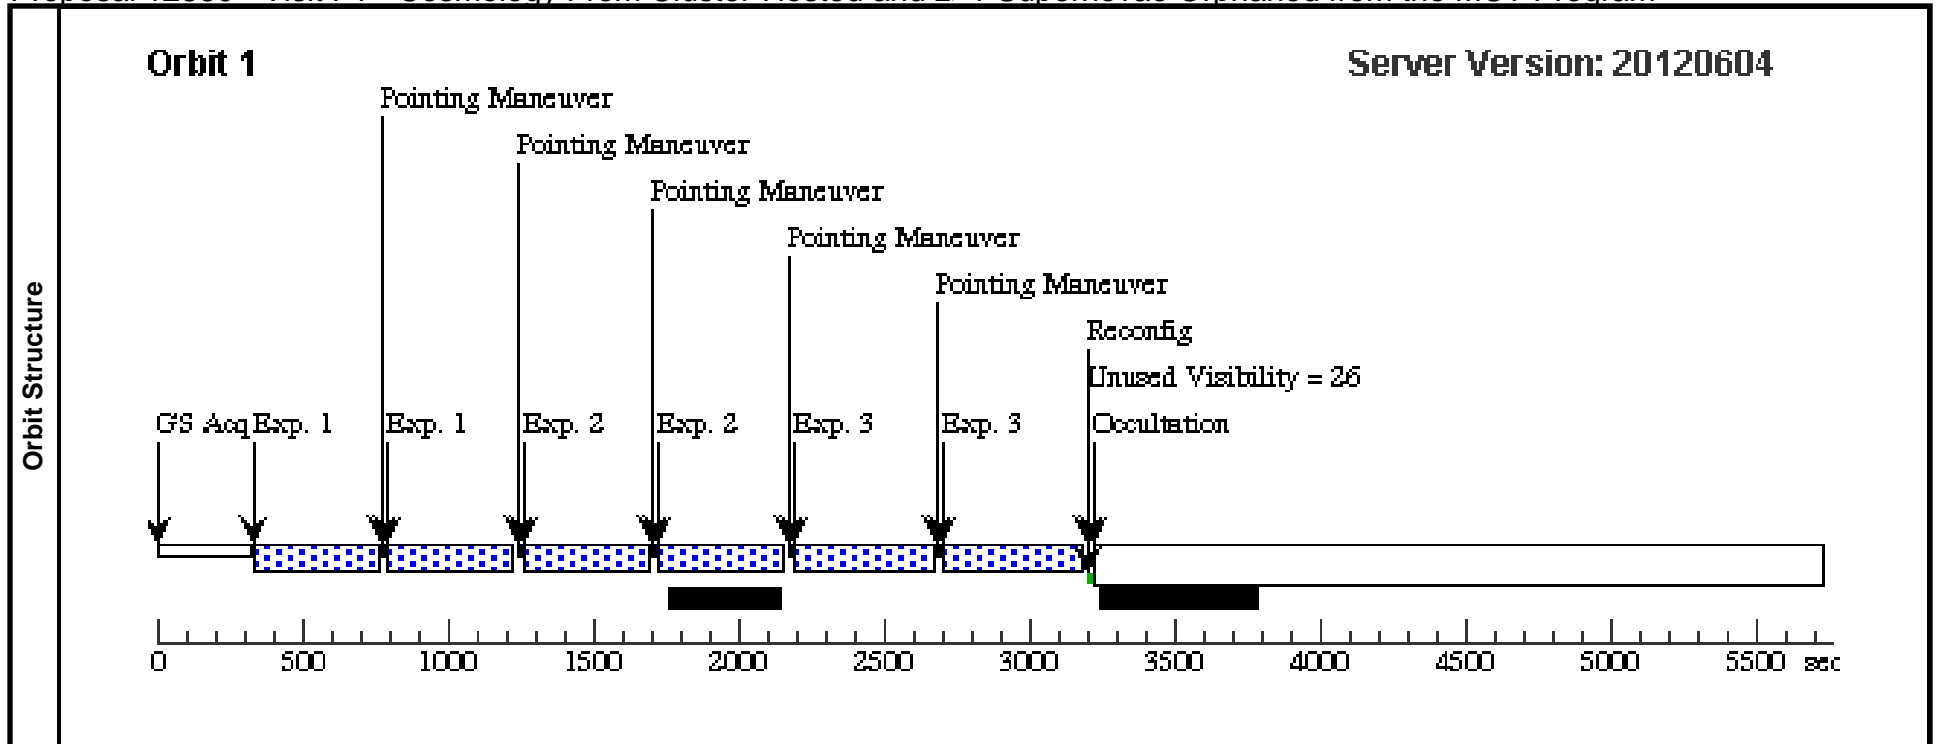 Orbit Structure
Orbit 1
Server Version: 20120604
Pointing Maneuver
Pointing Maneuver
Pointing Maneuver
Pointing Maneuver
Pointing Maneuver
Reconfig
Unused Visibility = 26
GS Acq
Exp. 1
Exp. 1
Exp. 2
Exp. 2
Exp. 3
Exp. 3
Occultation
0 500 1000 1500 2000 2500 3000 3500 4000 4500 5000 5500 sec